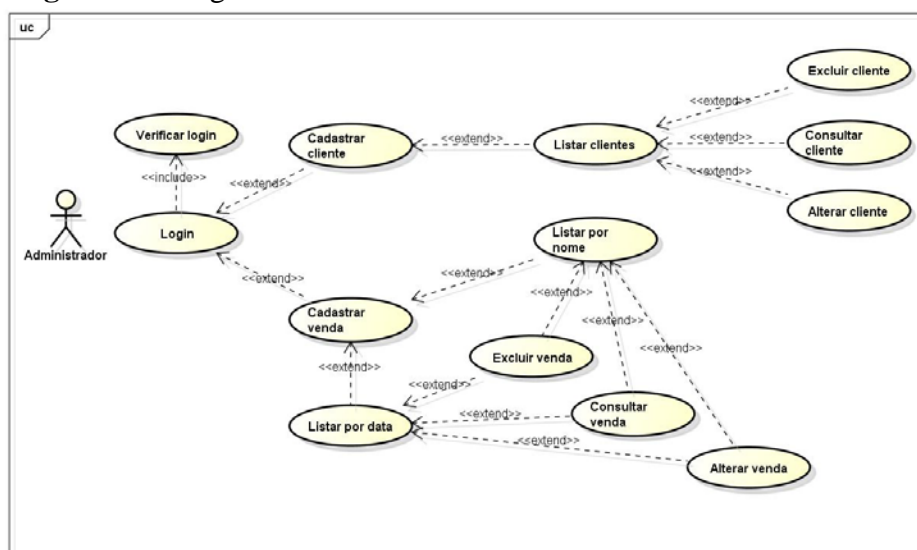 uc
Excluir cliente
<<extend>>
Verificar login
Cadastrar
cliente
<<extend>>
Listar clientes
<<extend>>
Consultar
cliente
<<include>>
<<extend>>
<<extend>>
Alterar cliente
Administrador
Login
Listar por
nome
<<extend>>
<<extend>>
<<extend>>
Cadastrar
venda
<<extend>>
<<extend>>
Excluir venda
<<extend>>
<<extend>>
Consultar
venda
<<extend>>
Listar por data
<<extend>>
<<extend>>
Alterar venda